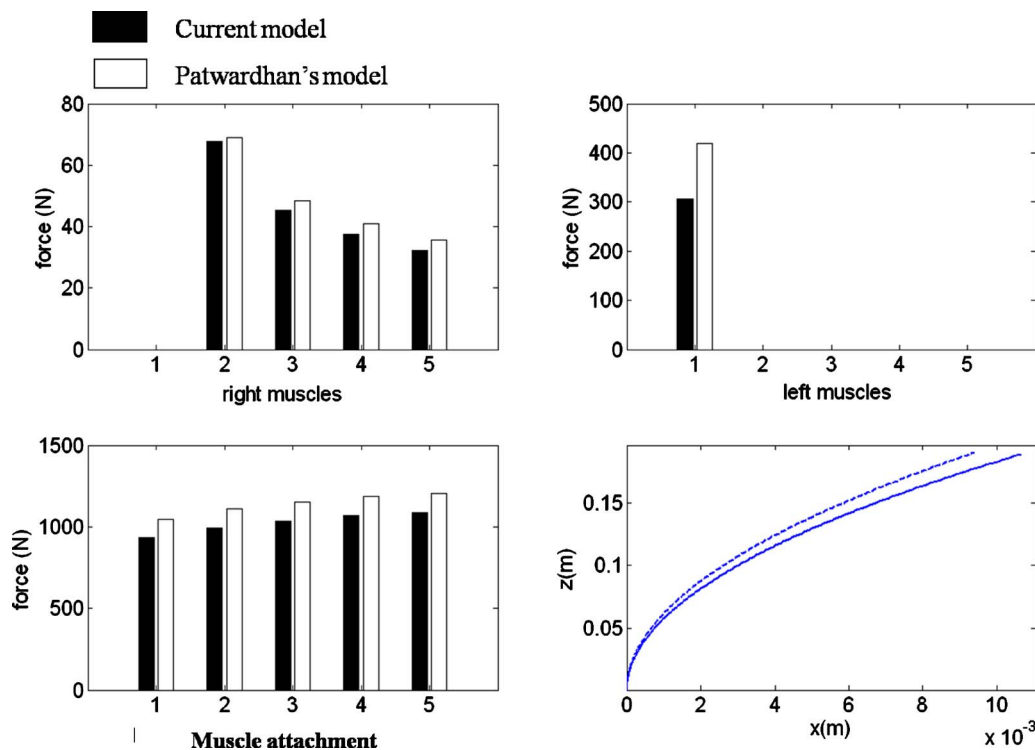 Current model
Patwardhan's model
80
60
40
20
0
force (N)
1 2 3 4 5
right muscles
500
400
300
200
100
0
force (N)
1 2 3 4 5
left muscles
1500
1000
500
0
force (N)
1 2 3 4 5
Muscle attachment
0.15
0.1
0.05
z(m)
0 2 4 6 8 10
x(m)
x 10⁻³